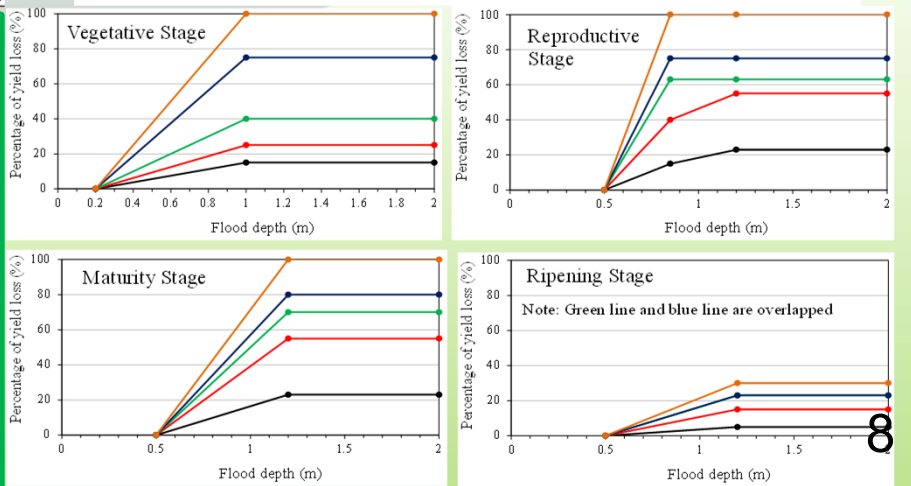 Vegetative Stage
Percentage of yield loss (%)
100
80
60
40
20
0
0 0.2 0.4 0.6 0.8 1 1.2 1.4 1.6 1.8 2
Flood depth (m)
Reproductive
Stage
Percentage of yield loss (%)
100
80
60
40
20
0
0 0.5 1 1.5 2
Flood depth (m)
Maturity Stage
Percentage of yield loss (%)
100
80
60
40
20
0
0 0.5 1 1.5 2
Flood depth (m)
Ripening Stage
Note: Green line and blue line are overlapped
Percentage of yield loss (%)
100
80
60
40
20
0
0 0.5 1 1.5 2
Flood depth (m)
8
8